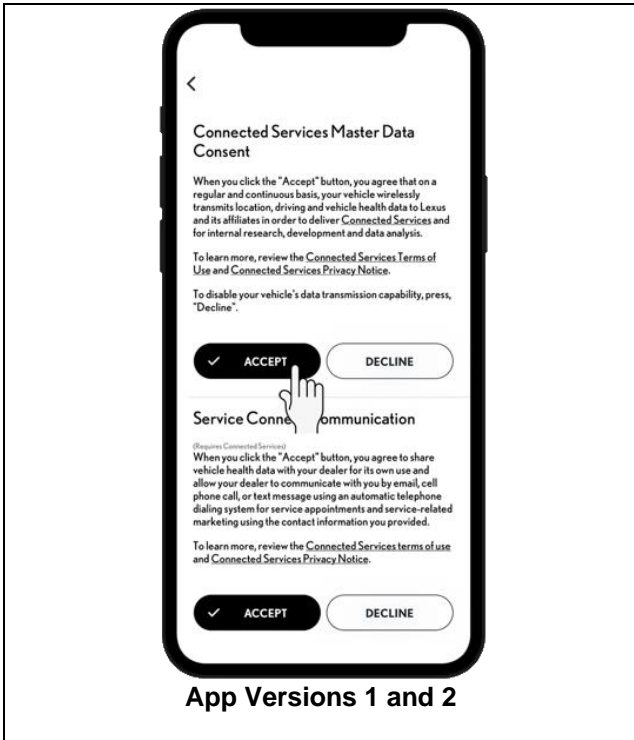 Connected Services Master Data
Consent
When you click the "Accept" button, you agree that on a
regular and continuous basis, your vehicle wirelessly
transmits location, driving and vehicle health data to Lexus
and its affiliates in order to deliver Connected Services and
for internal research, development and data analysis.
To learn more, review the Connected Services Terms of
Use and Connected Services Privacy Notice.
To disable your vehicle's data transmission capability, press,
"Decline".
ACCEPT DECLINE
Service Conne ommunication
(Requires Connected Services)
When you click the "Accept" button, you agree to share
vehicle health data with your dealer for its own use and
allow your dealer to communicate with you by email, cell
phone call, or text message using an automatic telephone
dialing system for service appointments and service-related
marketing using the contact information you provided.
To learn more, review the Connected Services terms of use
and Connected Services Privacy Notice.
ACCEPT DECLINE
App Versions 1 and 2